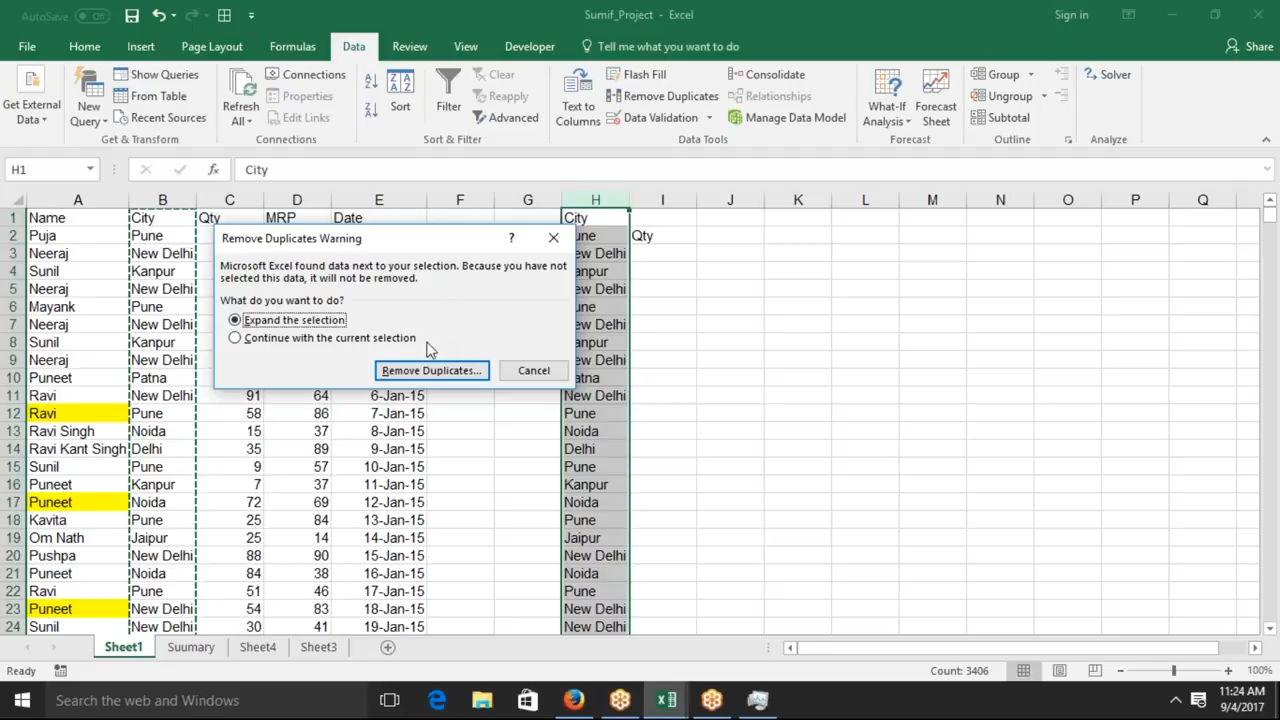 AutoSave Off
Sumif_Project - Excel
Sign in
File Home Insert Page Layout Formulas Data Review View Developer Tell me what you want to do Share
Get External Data
New Query
Show Queries
From Table
Recent Sources
Get & Transform
Refresh All
Connections
Properties
Edit Links
Connections
Sort
Filter
Clear
Reapply
Advanced
Sort & Filter
Text to Columns
Flash Fill
Remove Duplicates
Data Validation
Consolidate
Relationships
Manage Data Model
Data Tools
What-If Analysis
Forecast Sheet
Forecast
Group
Ungroup
Subtotal
Outline
Solver
Analyze
H1 fx City
A B C D E F G H I J K L M N O P Q
1 Name City Qty MRP Date City
2 Puja Pune une Qty
3 Neeraj New Delhi ew Delhi
4 Sunil Kanpur anpur
5 Neeraj New Delhi ew Delhi
6 Mayank Pune une
7 Neeraj New Delhi ew Delhi
8 Sunil Kanpur anpur
9 Neeraj New Delhi ew Delhi
10 Puneet Patna atna
11 Ravi New Delhi 91 64 6-Jan-15 New Delhi
12 Ravi Pune 58 86 7-Jan-15 Pune
13 Ravi Singh Noida 15 37 8-Jan-15 Noida
14 Ravi Kant Singh Delhi 35 89 9-Jan-15 Delhi
15 Sunil Pune 9 57 10-Jan-15 Pune
16 Puneet Kanpur 7 37 11-Jan-15 Kanpur
17 Puneet Noida 72 69 12-Jan-15 Noida
18 Kavita Pune 25 84 13-Jan-15 Pune
19 Om Nath Jaipur 25 14 14-Jan-15 Jaipur
20 Pushpa New Delhi 88 90 15-Jan-15 New Delhi
21 Puneet Noida 84 38 16-Jan-15 Noida
22 Ravi Pune 51 46 17-Jan-15 Pune
23 Puneet New Delhi 54 83 18-Jan-15 New Delhi
24 Sunil New Delhi 30 41 19-Jan-15 New Delhi
Remove Duplicates Warning ?
Microsoft Excel found data next to your selection. Because you have not
selected this data, it will not be removed.
What do you want to do?
Expand the selection
Continue with the current selection
Remove Duplicates... Cancel
Sheet1 Suumary Sheet4 Sheet3
Ready Count: 3406 100%
Search the web and Windows
11:24 AM
9/4/2017